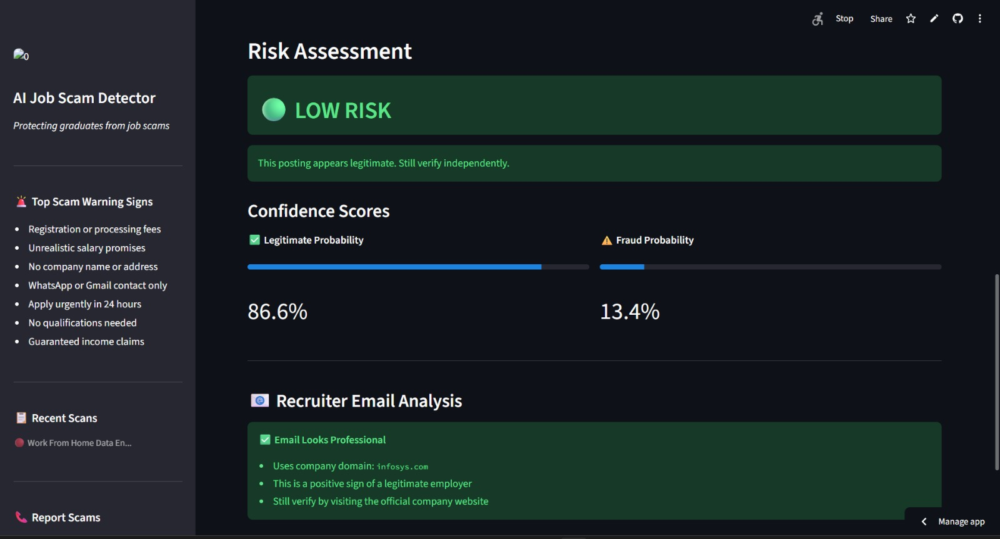 Stop
Share
0
AI Job Scam Detector
Protecting graduates from job scams
Top Scam Warning Signs
Registration or processing fees
Unrealistic salary promises
No company name or address
WhatsApp or Gmail contact only
Apply urgently in 24 hours
No qualifications needed
Guaranteed income claims
Recent Scans
Work From Home Data En...
Report Scams
Risk Assessment
LOW RISK
This posting appears legitimate. Still verify independently.
Confidence Scores
Legitimate Probability
86.6%
Fraud Probability
13.4%
Recruiter Email Analysis
Email Looks Professional
Uses company domain: infosys.com
This is a positive sign of a legitimate employer
Still verify by visiting the official company website
Manage app